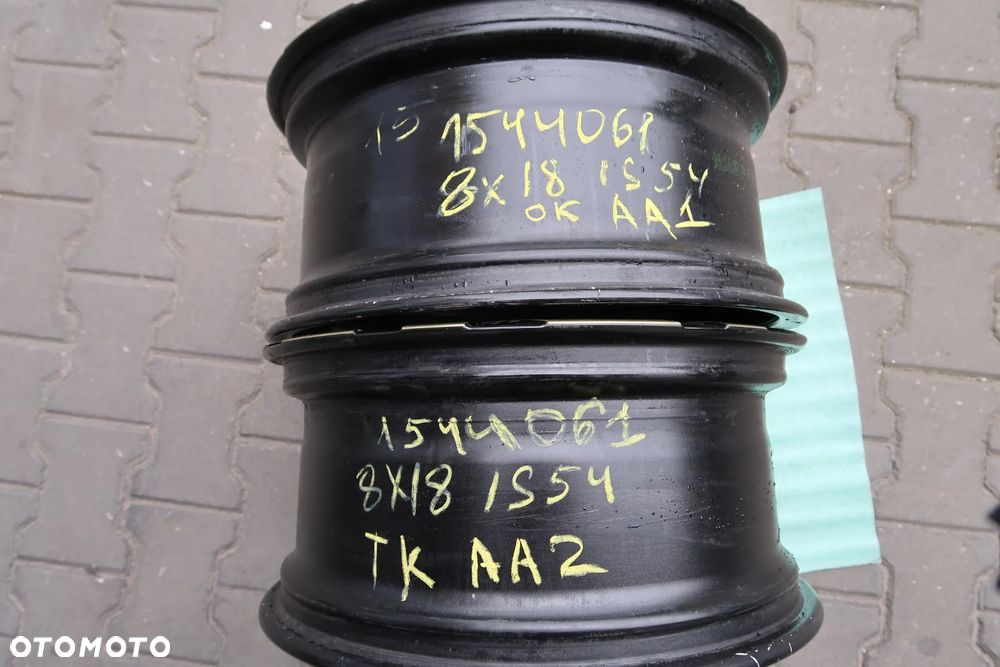 15 1544061
8x18 IS54
OK AA1
1544061
8X18 IS54
TK AA2
OTOMOTO